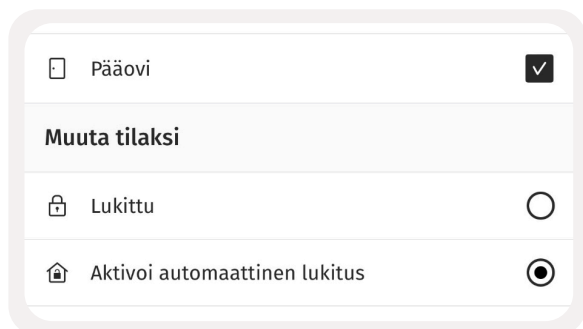 Pääovi
Muuta tilaksi
Lukittu
Aktivoi automaattinen lukitus